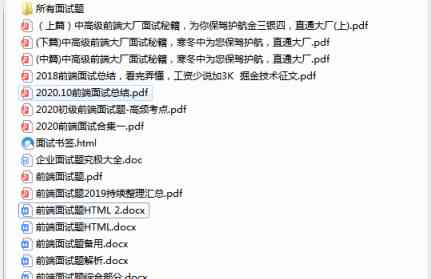 所有面试题
（上篇）中高级前端大厂面试秘籍，为你保驾护航金三银四，直通大厂(上).pdf
(下篇)中高级前端大厂面试秘籍，寒冬中为您保驾护航，直通大厂.pdf
(中篇)中高级前端大厂面试秘籍，寒冬中为您保驾护航，直通大厂.pdf
2018前端面试总结，看完弄懂，工资少说加3K 掘金技术征文.pdf
2020.10前端面试总结.pdf
2020初级前端面试题-高频考点.pdf
2020前端面试合集一.pdf
面试书签.html
企业面试题究极大全.doc
前端面试题.pdf
前端面试题2019持续整理汇总.pdf
前端面试题HTML 2.docx
前端面试题HTML.docx
前端面试题备用.docx
前端面试题解析.docx
前端面试题综合部分.docx